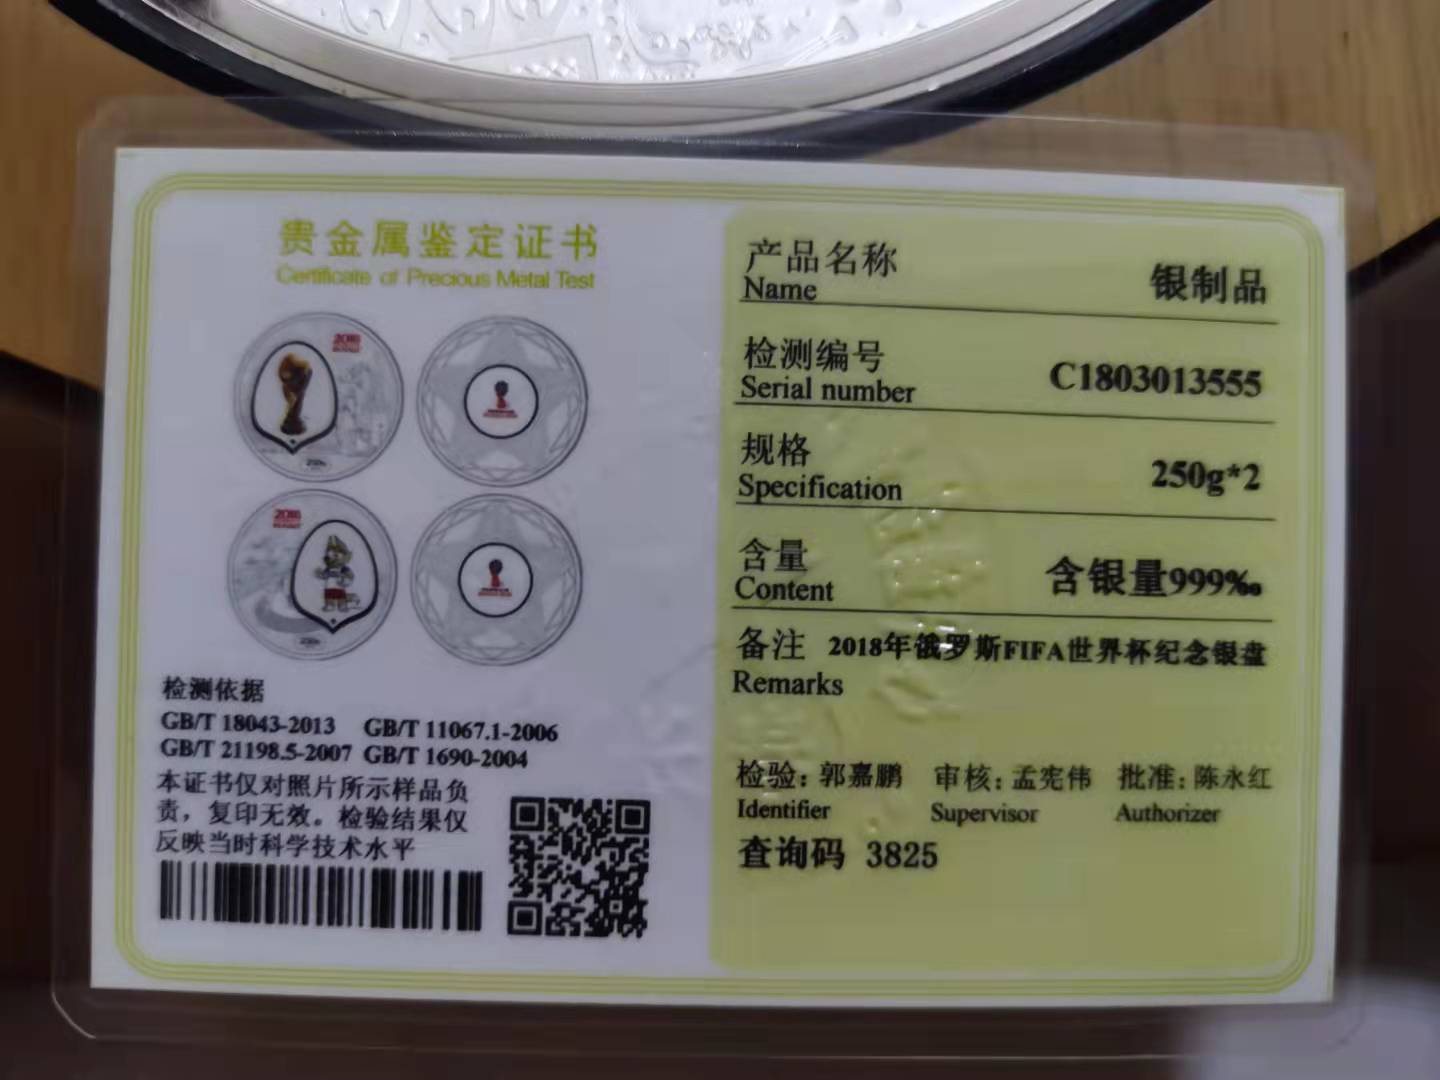 贵金属鉴定证书
Certificate of Precious Metal Test
2018
250g
2018
250g
检测依据
GB/T 18043-2013 GB/T 11067.1-2006
GB/T 21198.5-2007 GB/T 1690-2004
本证书仅对照片所示样品负
责，复印无效。检验结果仅
反映当时科学技术水平
产品名称 银制品
Name
检测编号 C1803013555
Serial number
规格 250g*2
Specification
含量 含银量999‰
Content
备注 2018年俄罗斯FIFA世界杯纪念银盘
Remarks
检验：郭嘉鹏 审核：孟宪伟 批准：陈永红
Identifier Supervisor Authorizer
查询码 3825